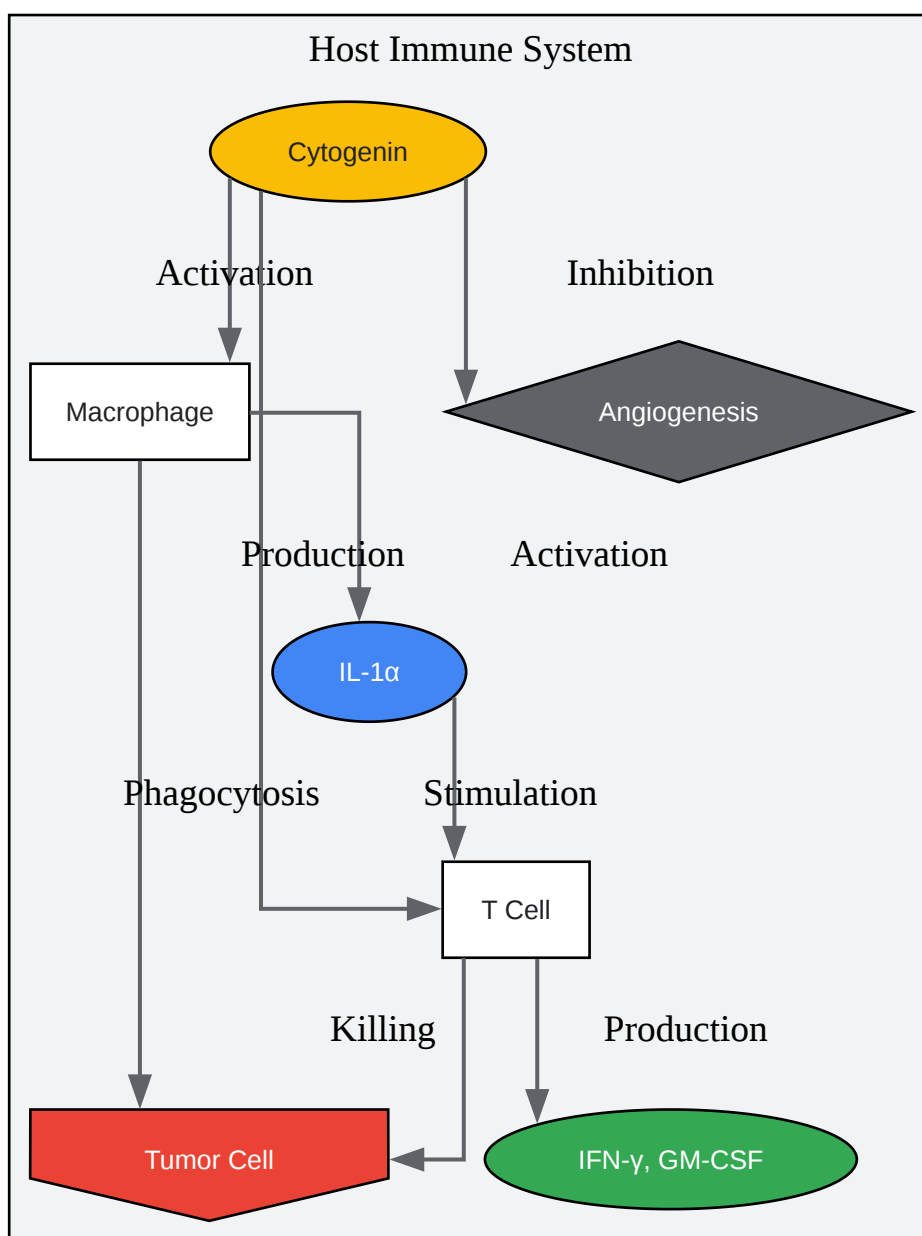 Host Immune System
Cytogenin
Activation
Inhibition
Macrophage
Angiogenesis
Production
Activation
IL-1α
Phagocytosis
Stimulation
T Cell
Killing
Production
Tumor Cell
IFN-γ, GM-CSF